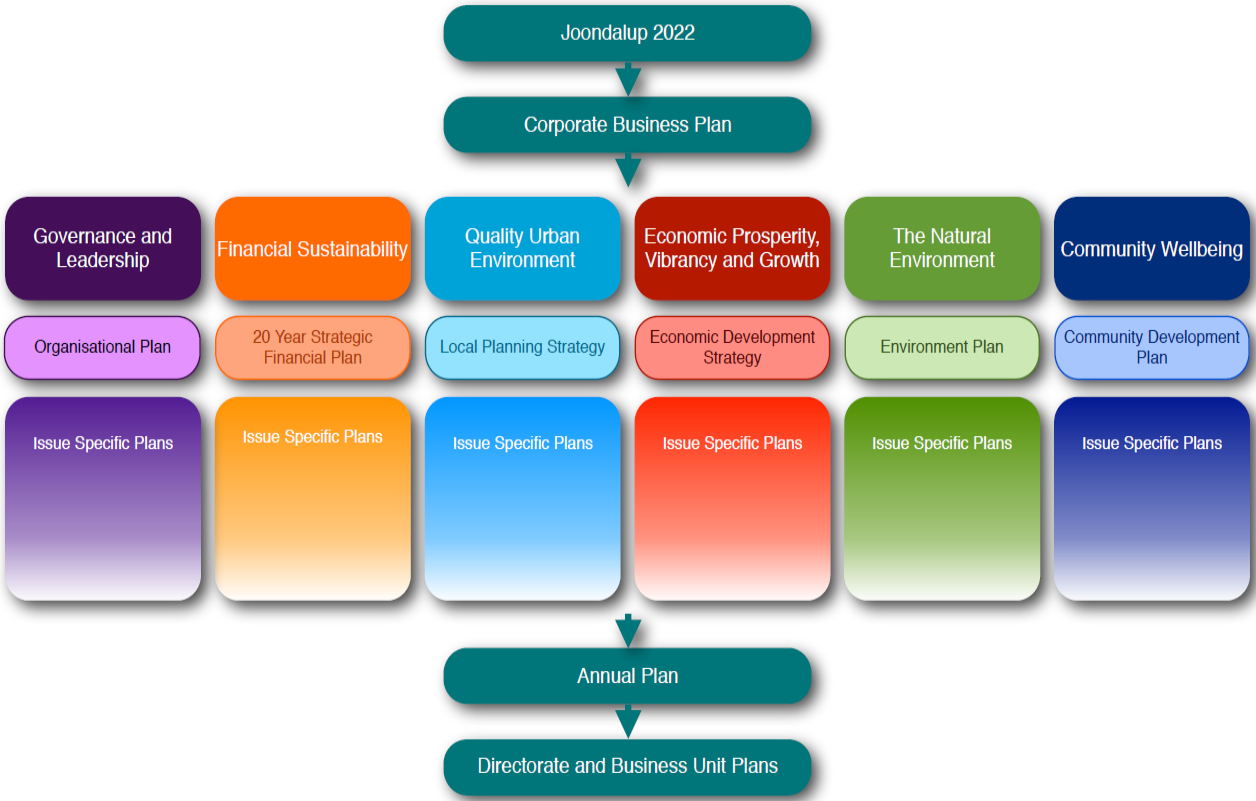 Joondalup 2022
Corporate Business Plan
Governance and
Leadership
Financial Sustainability
Quality Urban
Environment
Economic Prosperity,
Vibrancy and Growth
The Natural
Environment
Community Wellbeing
Organisational Plan
20 Year Strategic
Financial Plan
Local Planning Strategy
Economic Development
Strategy
Environment Plan
Community Development
Plan
Issue Specific Plans
Issue Specific Plans
Issue Specific Plans
Issue Specific Plans
Issue Specific Plans
Issue Specific Plans
Annual Plan
Directorate and Business Unit Plans